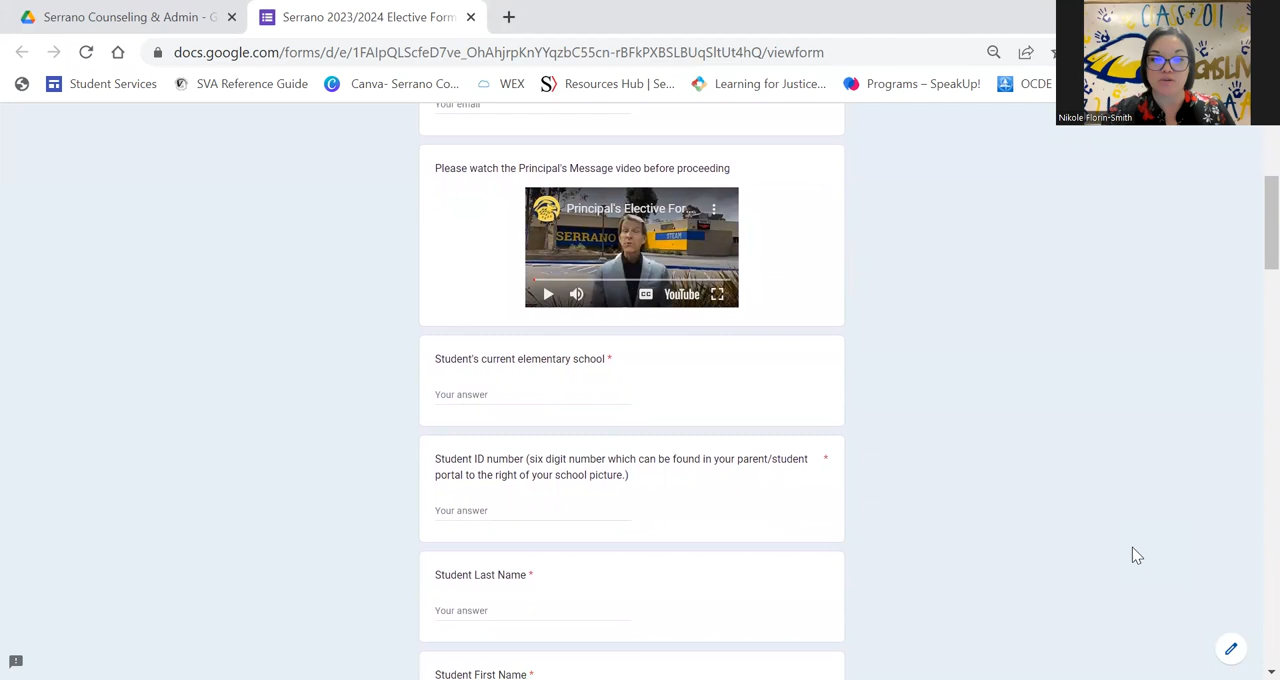 Serrano Counseling & Admin - G
Serrano 2023/2024 Elective Form
docs.google.com/forms/d/e/1FAIpQLScfeD7ve_OhAhjrpKnYYqzbC55cn-rBFkPXBSLBUqSltUt4hQ/viewform
Student Services
SVA Reference Guide
Canva- Serrano Co...
WEX
Resources Hub | Se...
Learning for Justice...
Programs – SpeakUp!
OCDE
CAS
Nikole Florin-Smith
Your email
Please watch the Principal's Message video before proceeding
Principal's Elective For...
SERRANO
STEAM
CC
YouTube
Student's current elementary school *
Your answer
Student ID number (six digit number which can be found in your parent/student *
portal to the right of your school picture.)
Your answer
Student Last Name *
Your answer
Student First Name *